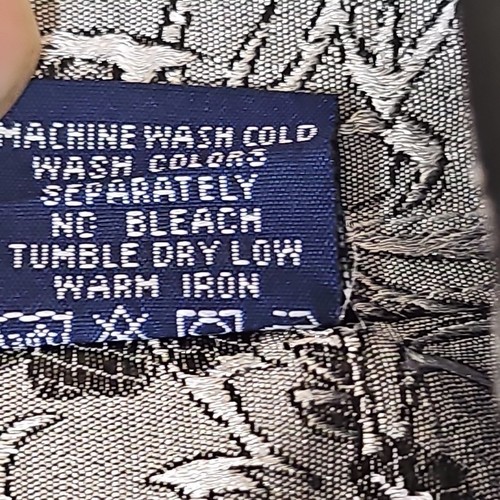 MACHINE WASH COLD
WASH COLORS
SEPARATELY
NO BLEACH
TUMBLE DRY LOW
WARM IRON